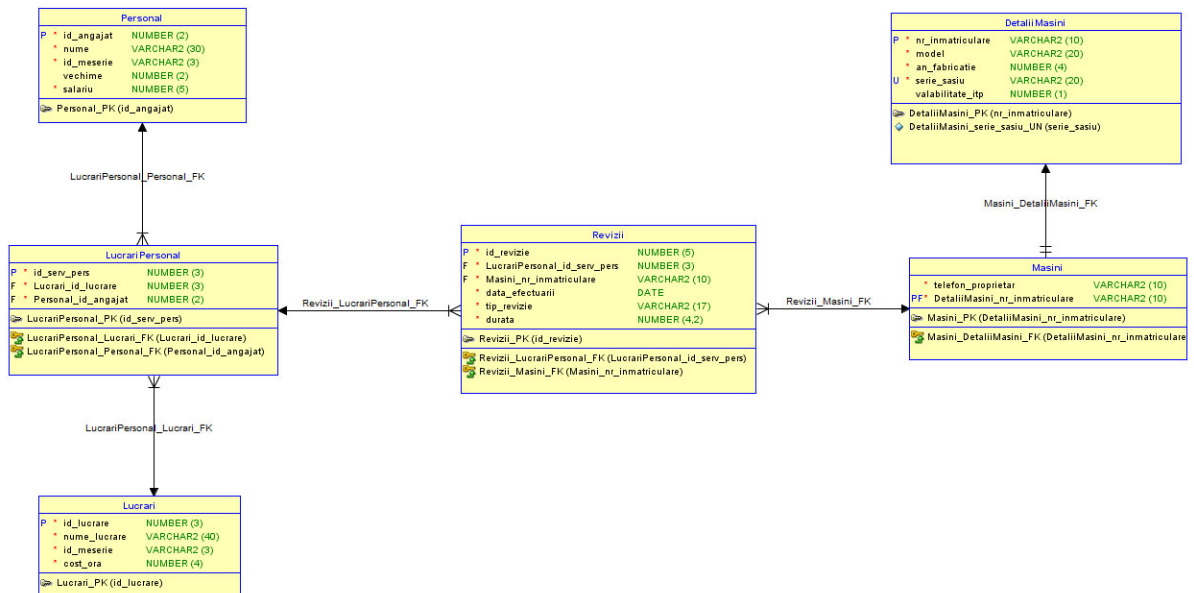 Personal
P * id_angajat NUMBER (2)
* nume VARCHAR2 (30)
* id_meserie VARCHAR2 (3)
vechime NUMBER (2)
* salariu NUMBER (5)
Personal_PK (id_angajat)
LucrariPersonal_Personal_FK
LucrariPersonal
P * id_serv_pers NUMBER (3)
F * Lucrari_id_lucrare NUMBER (3)
F * Personal_id_angajat NUMBER (2)
LucrariPersonal_PK (id_serv_pers)
LucrariPersonal_Lucrari_FK (Lucrari_id_lucrare)
LucrariPersonal_Personal_FK (Personal_id_angajat)
LucrariPersonal_Lucrari_FK
Lucrari
P * id_lucrare NUMBER (3)
* nume_lucrare VARCHAR2 (40)
* id_meserie VARCHAR2 (3)
* cost_ora NUMBER (4)
Lucrari_PK (id_lucrare)
Revizii_LucrariPersonal_FK
Revizii
P * id_revizie NUMBER (5)
F * LucrariPersonal_id_serv_pers NUMBER (3)
F * Masini_nr_inmatriculare VARCHAR2 (10)
* data_efectuarii DATE
* tip_revizie VARCHAR2 (17)
* durata NUMBER (4,2)
Revizii_PK (id_revizie)
Revizii_LucrariPersonal_FK (LucrariPersonal_id_serv_pers)
Revizii_Masini_FK (Masini_nr_inmatriculare)
Revizii_Masini_FK
DetaliiMasini
P * nr_inmatriculare VARCHAR2 (10)
* model VARCHAR2 (20)
* an_fabricatie NUMBER (4)
U * serie_sasiu VARCHAR2 (20)
valabilitate_itp NUMBER (1)
DetaliiMasini_PK (nr_inmatriculare)
DetaliiMasini_serie_sasiu_UN (serie_sasiu)
Masini_DetaliiMasini_FK
Masini
* telefon_proprietar VARCHAR2 (10)
PF* DetaliiMasini_nr_inmatriculare VARCHAR2 (10)
Masini_PK (DetaliiMasini_nr_inmatriculare)
Masini_DetaliiMasini_FK (DetaliiMasini_nr_inmatriculare